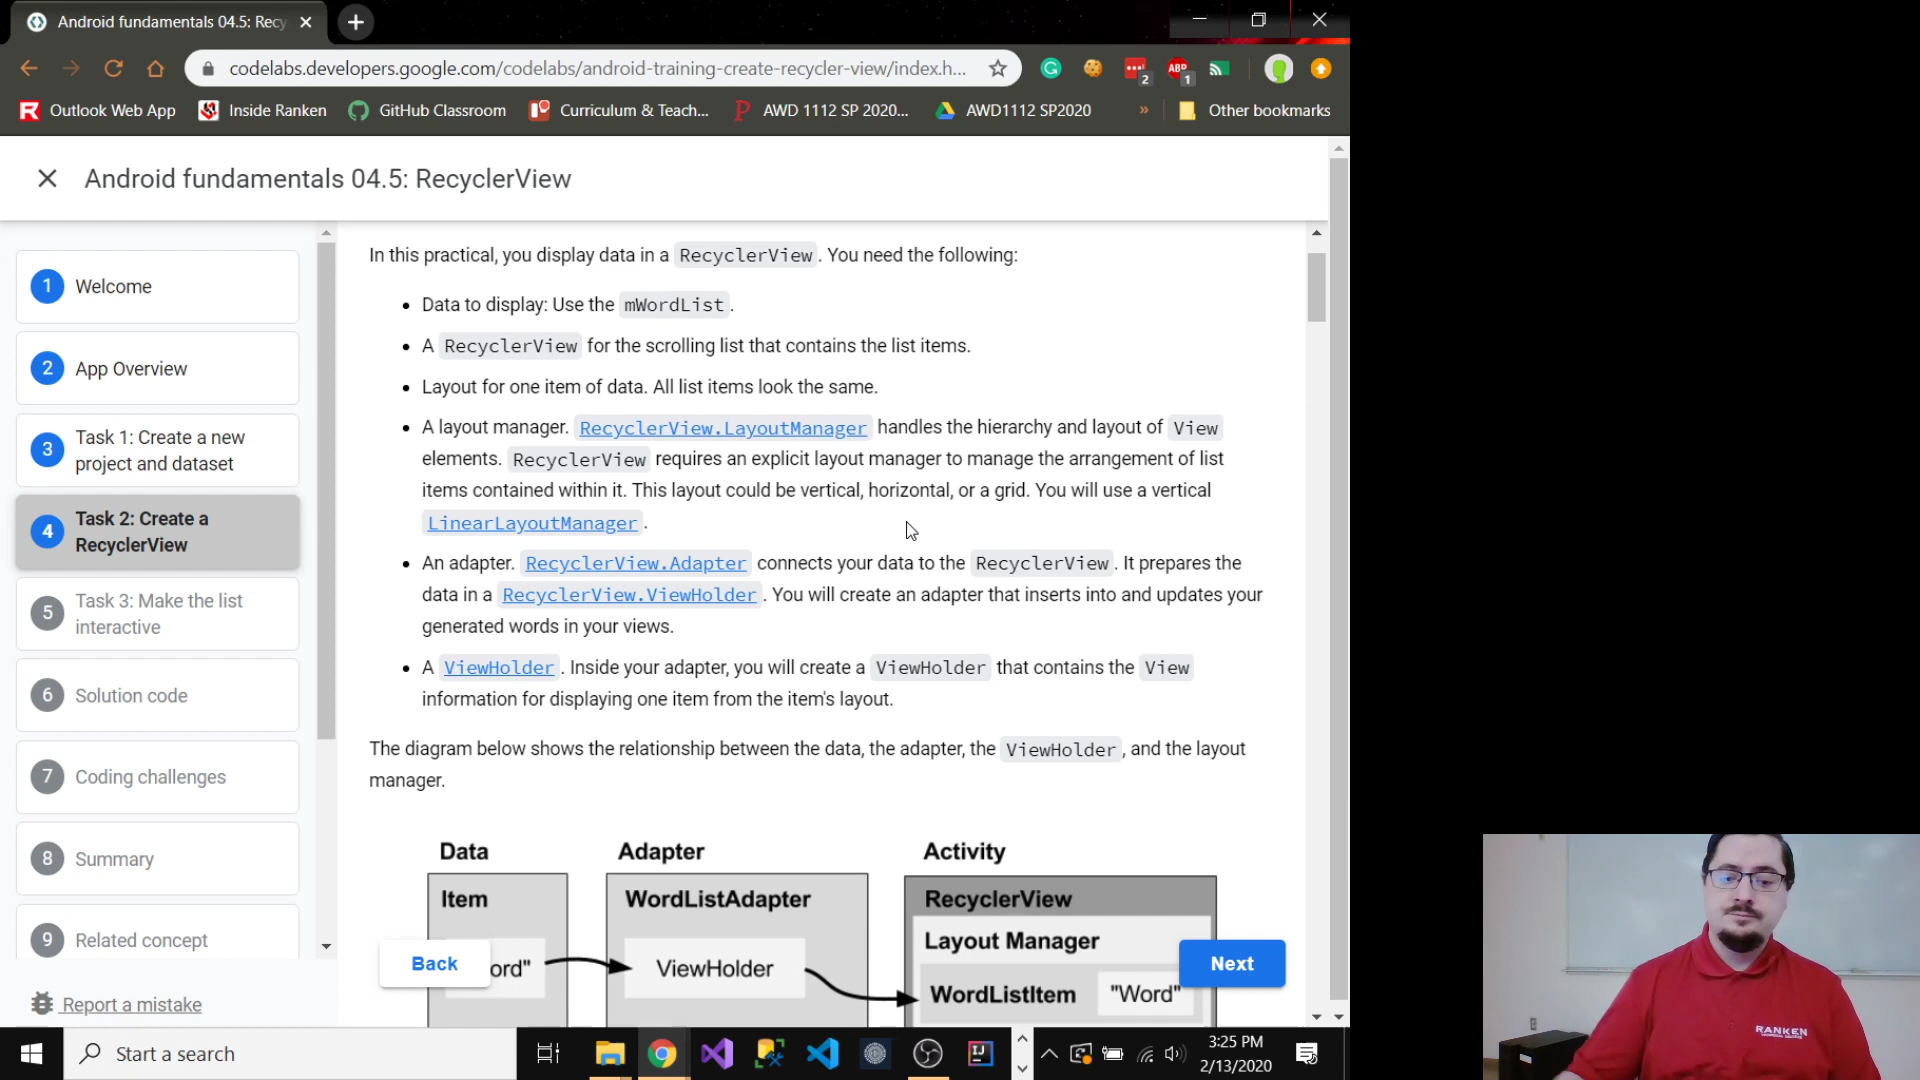 Android fundamentals 04.5: Recy
codelabs.developers.google.com/codelabs/android-training-create-recycler-view/index.h...
2
ABP
1
Outlook Web App
Inside Ranken
GitHub Classroom
Curriculum & Teach...
AWD 1112 SP 2020...
AWD1112 SP2020
»
Other bookmarks
Android fundamentals 04.5: RecyclerView
1 Welcome
2 App Overview
3 Task 1: Create a new
project and dataset
4 Task 2: Create a
RecyclerView
5 Task 3: Make the list
interactive
6 Solution code
7 Coding challenges
8 Summary
9 Related concept
Report a mistake
In this practical, you display data in a RecyclerView. You need the following:
• Data to display: Use the mWordList.
• A RecyclerView for the scrolling list that contains the list items.
• Layout for one item of data. All list items look the same.
• A layout manager. RecyclerView.LayoutManager handles the hierarchy and layout of View
elements. RecyclerView requires an explicit layout manager to manage the arrangement of list
items contained within it. This layout could be vertical, horizontal, or a grid. You will use a vertical
LinearLayoutManager.
• An adapter. RecyclerView.Adapter connects your data to the RecyclerView. It prepares the
data in a RecyclerView.ViewHolder. You will create an adapter that inserts into and updates your
generated words in your views.
• A ViewHolder. Inside your adapter, you will create a ViewHolder that contains the View
information for displaying one item from the item's layout.
The diagram below shows the relationship between the data, the adapter, the ViewHolder, and the layout
manager.
Data
Adapter
Activity
Item
WordListAdapter
RecyclerView
Layout Manager
ord"
ViewHolder
WordListItem
"Word"
Back
Next
Start a search
3:25 PM
2/13/2020
RANKEN